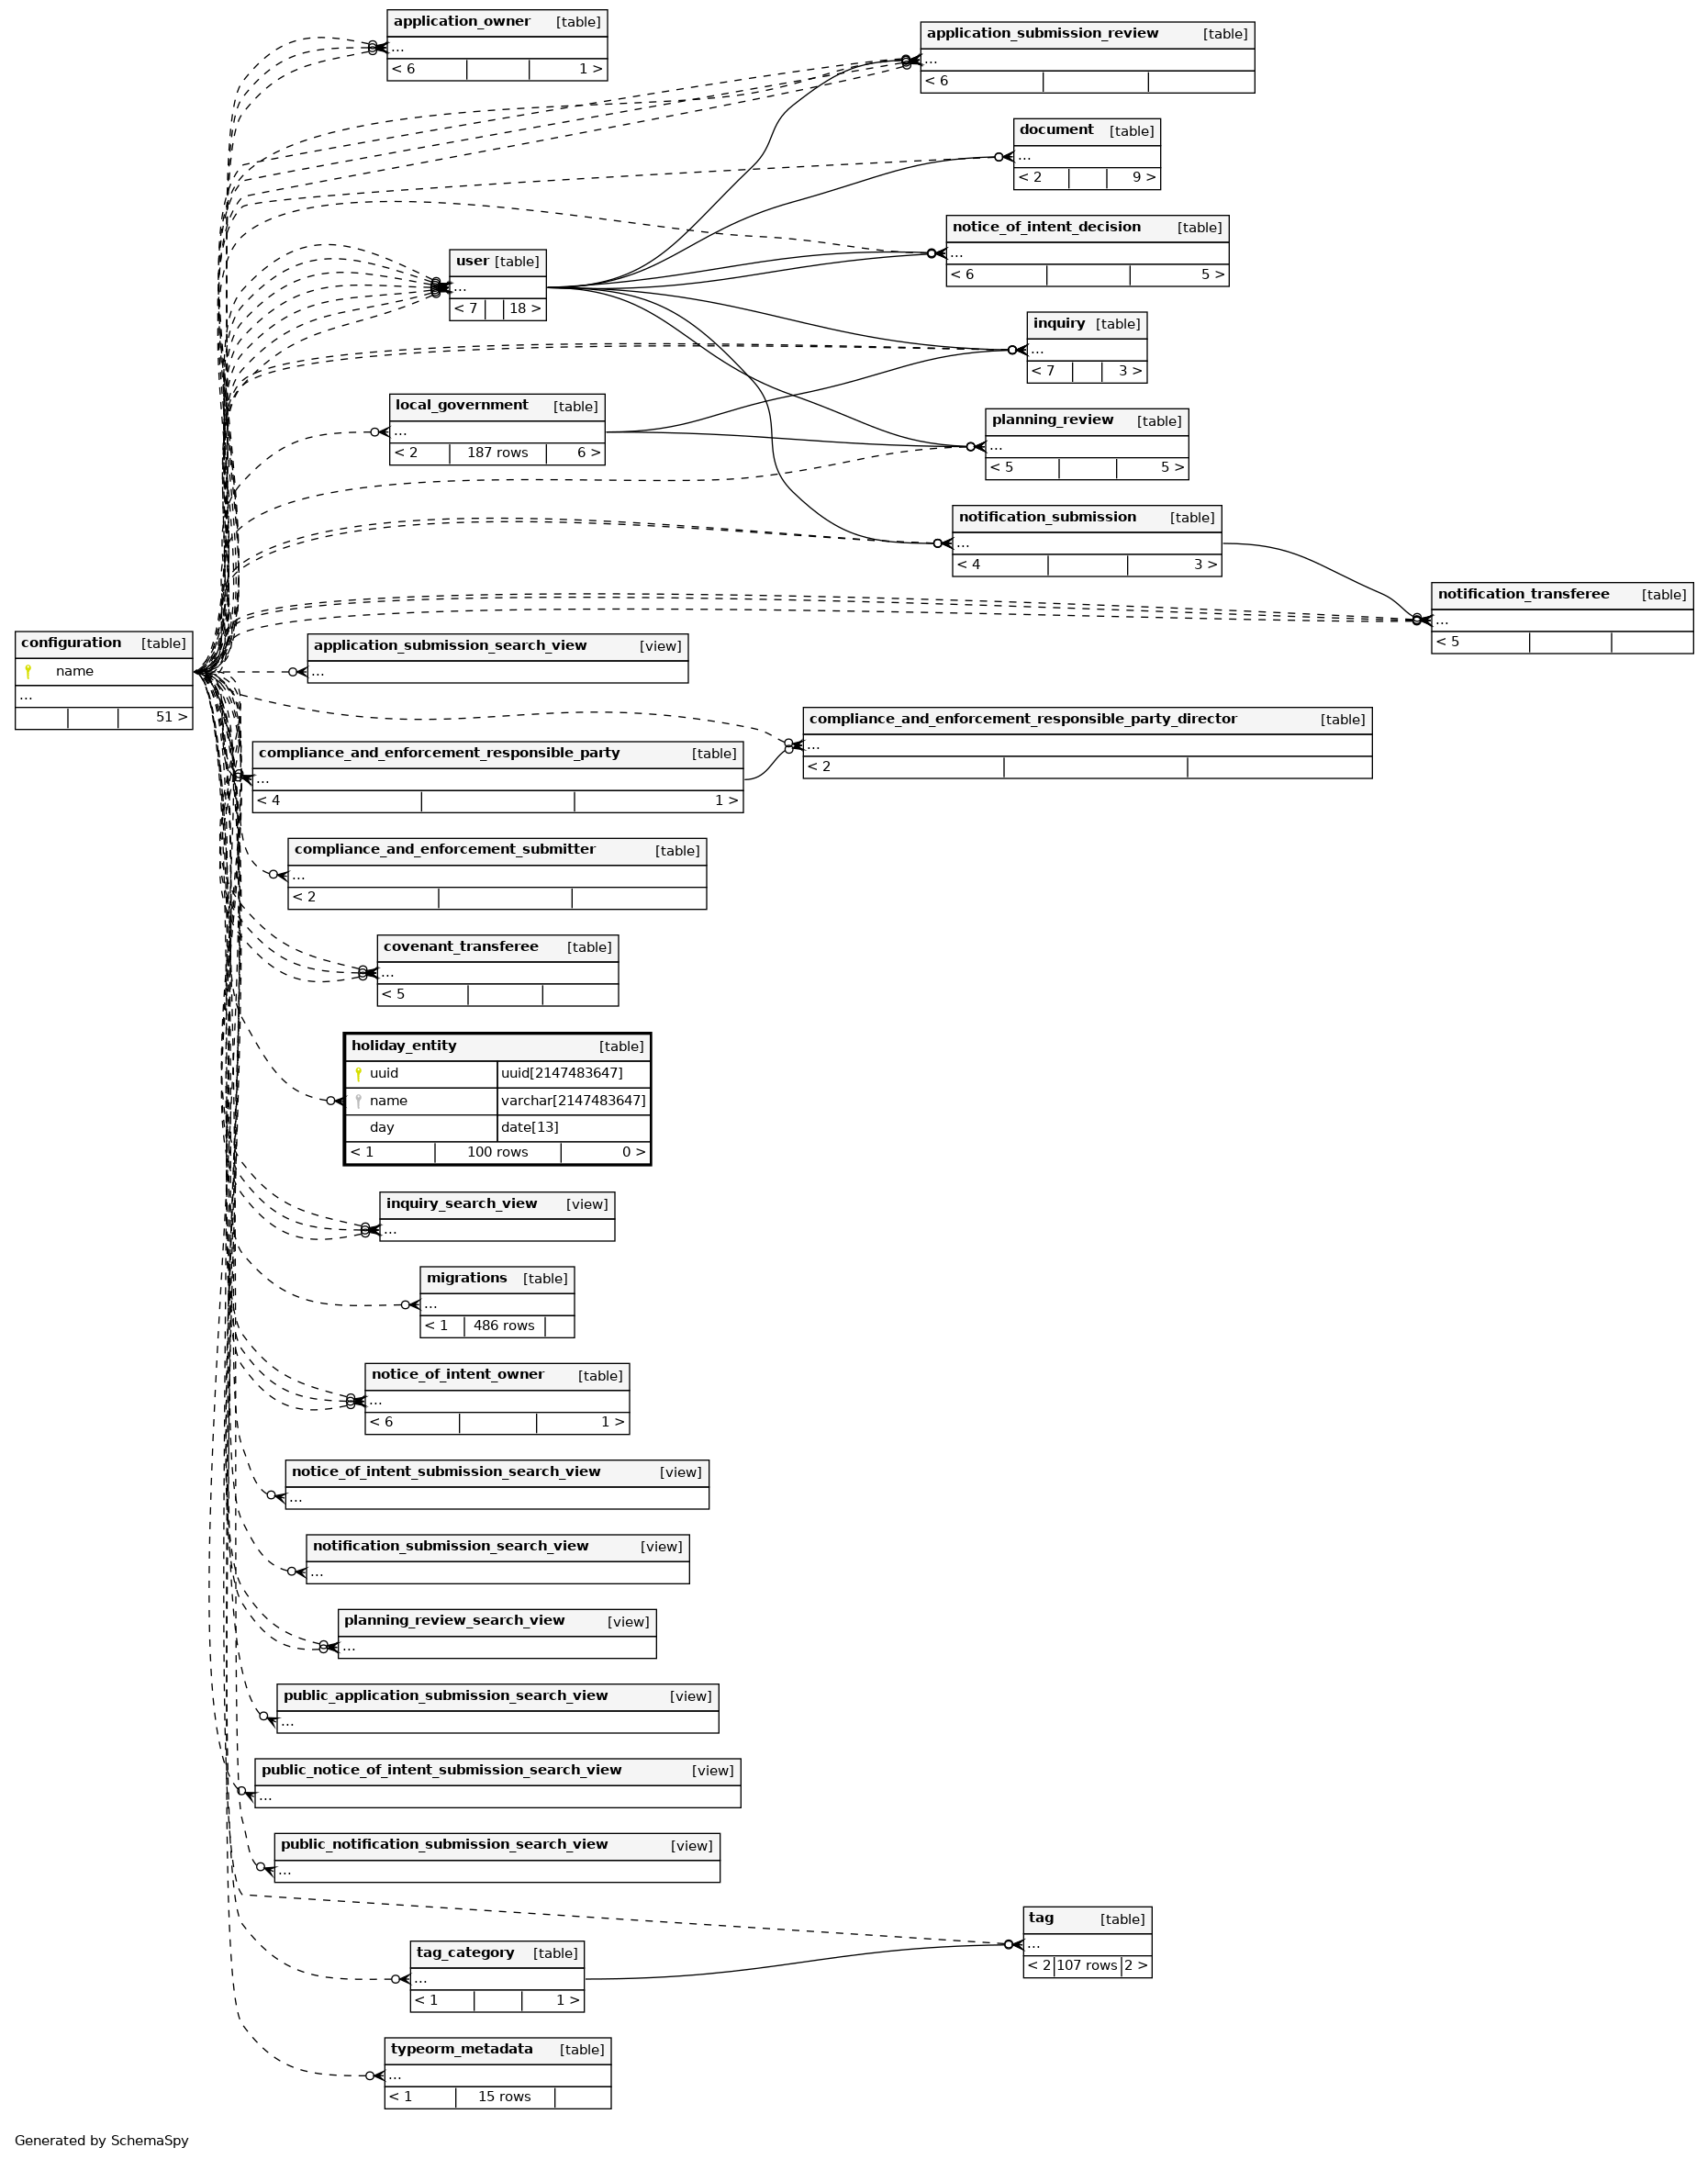 application_owner [table]
...
< 6 1 >
application_submission_review [table]
...
< 6
document [table]
...
< 2 9 >
notice_of_intent_decision [table]
...
< 6 5 >
user [table]
...
< 7 18 >
inquiry [table]
...
< 7 3 >
local_government [table]
...
< 2 187 rows 6 >
planning_review [table]
...
< 5 5 >
notification_submission [table]
...
< 4 3 >
notification_transferee [table]
...
< 5
configuration [table]
name
...
51 >
application_submission_search_view [view]
...
compliance_and_enforcement_responsible_party_director [table]
...
< 2
compliance_and_enforcement_responsible_party [table]
...
< 4 1 >
compliance_and_enforcement_submitter [table]
...
< 2
covenant_transferee [table]
...
< 5
holiday_entity [table]
uuid uuid[2147483647]
name varchar[2147483647]
day date[13]
< 1 100 rows 0 >
inquiry_search_view [view]
...
migrations [table]
...
< 1 486 rows
notice_of_intent_owner [table]
...
< 6 1 >
notice_of_intent_submission_search_view [view]
...
notification_submission_search_view [view]
...
planning_review_search_view [view]
...
public_application_submission_search_view [view]
...
public_notice_of_intent_submission_search_view [view]
...
public_notification_submission_search_view [view]
...
tag [table]
...
< 2 107 rows 2 >
tag_category [table]
...
< 1 1 >
typeorm_metadata [table]
...
< 1 15 rows
Generated by SchemaSpy